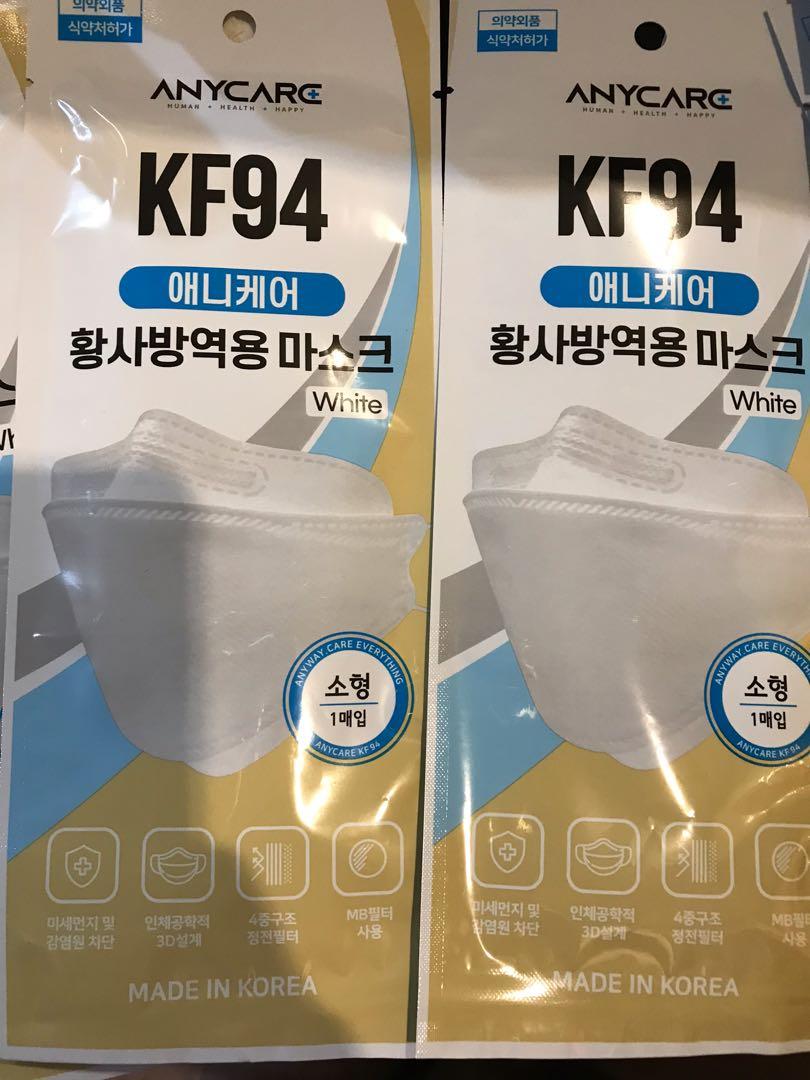 의약외품
식약처허가
ANYCARE
HUMAN + HEALTH + HAPPY
KF94
애니케어
황사방역용 마스크
White
ANYWAY.CARE EVERYTHING
소형
1매입
ANYCARE KF94
미세먼지 및
감염원 차단
인체공학적
3D설계
4중구조
정전필터
MB필터
사용
MADE IN KOREA
의약외품
식약처허가
ANYCARE
HUMAN + HEALTH + HAPPY
KF94
애니케어
황사방역용 마스크
White
ANYWAY.CARE EVERYTHING
소형
1매입
ANYCARE KF94
미세먼지 및
감염원 차단
인체공학적
3D설계
4중구조
정전필터
사용
MADE IN KOREA